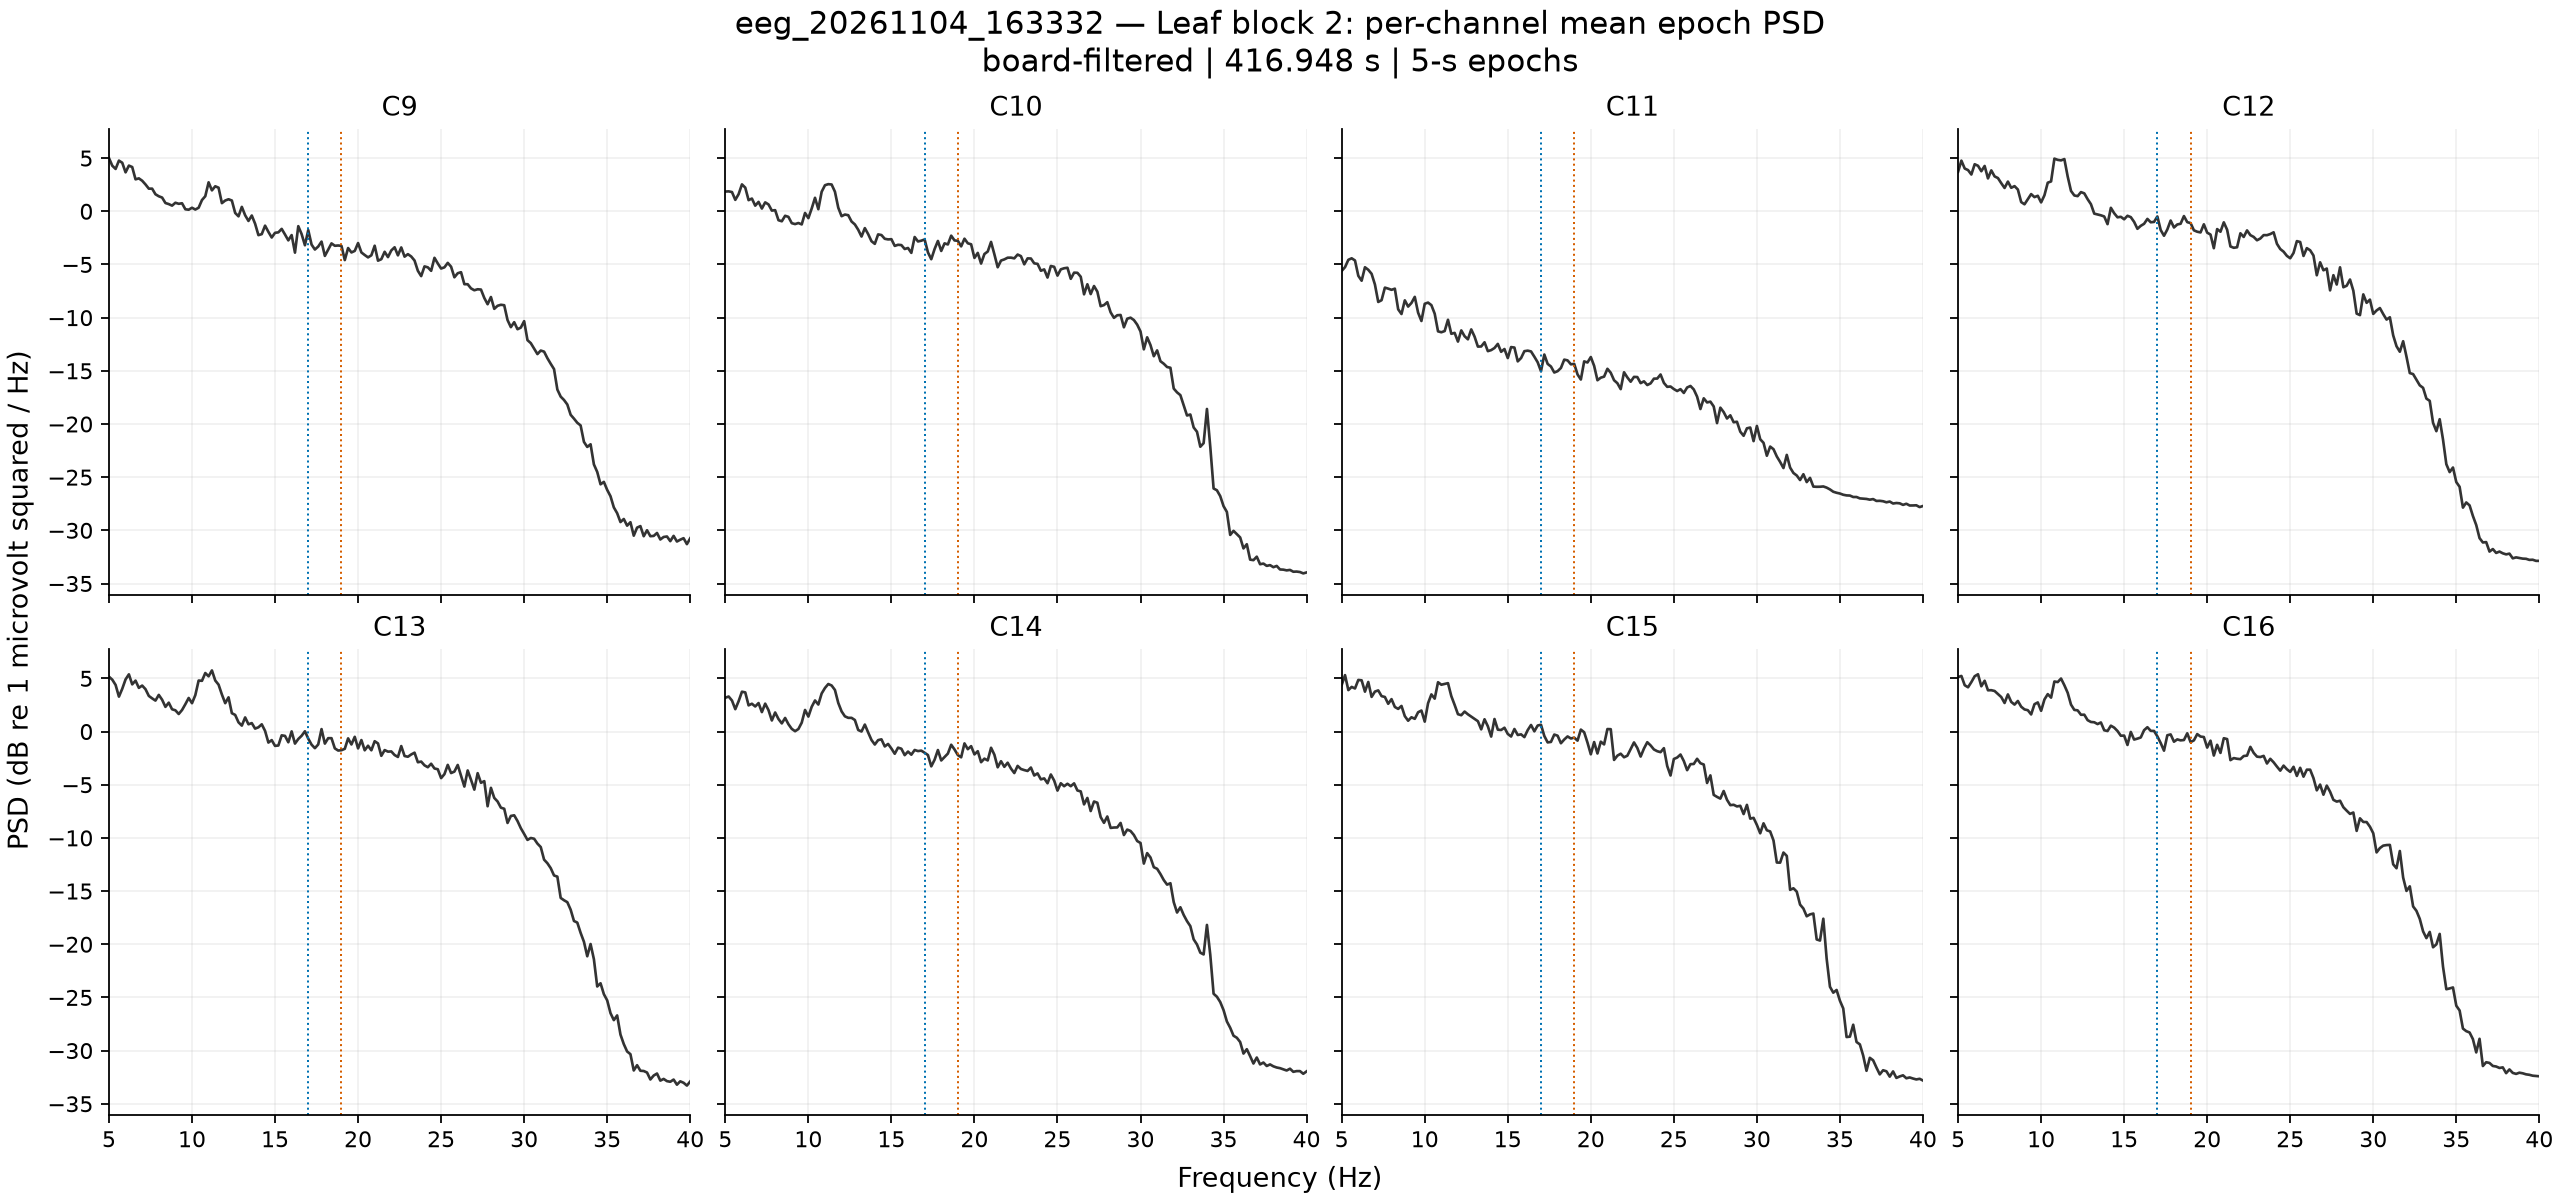 eeg_20261104_163332 — Leaf block 2: per-channel mean epoch PSD
board-filtered | 416.948 s | 5-s epochs
C9
C10
C11
C12
5
0
−5
−10
−15
−20
−25
−30
−35
PSD (dB re 1 microvolt squared / Hz)
C13
C14
C15
C16
5
0
−5
−10
−15
−20
−25
−30
−35
5 10 15 20 25 30 35 40
5 10 15 20 25 30 35 40
5 10 15 20 25 30 35 40
5 10 15 20 25 30 35 40
Frequency (Hz)